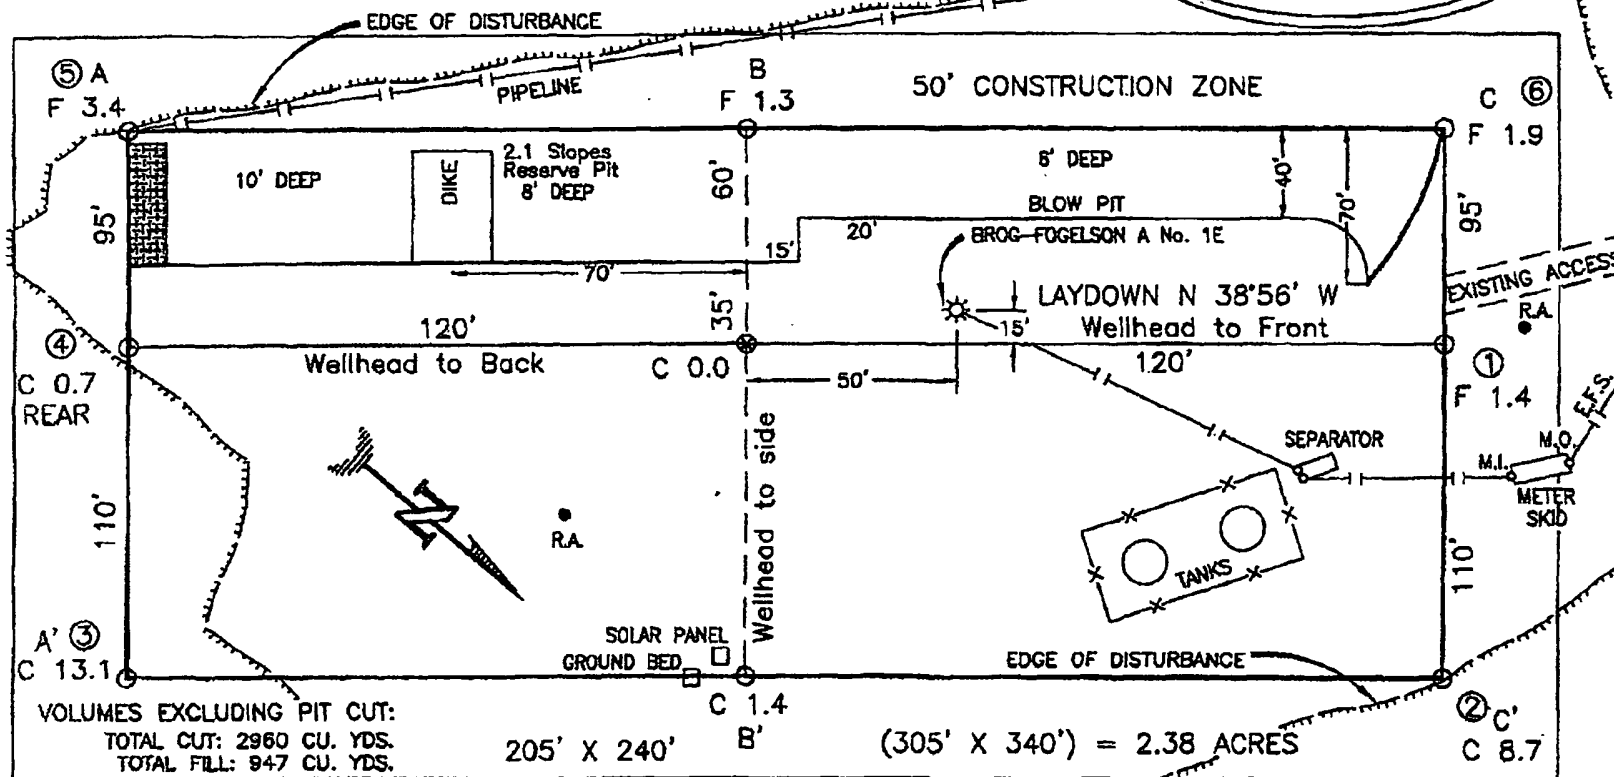 EDGE OF DISTURBANCE
⑤ A
F 3.4
PIPELINE
B
F 1.3
50' CONSTRUCTION ZONE
C ⑥
F 1.9
10' DEEP
DIKE
2.1 Slopes
Reserve Pit
8' DEEP
60'
6' DEEP
40'
70'
BLOW PIT
95'
95'
15'
20'
BROG-FOGELSON A No. 1E
70'
EXISTING ACCESS
R.A.
LAYDOWN N 38°56' W
Wellhead to Front
15'
35'
120'
Wellhead to Back
C 0.0
120'
50'
④
C 0.7
REAR
①
F 1.4
E.F.S.
SEPARATOR
M.O.
M.I.
METER
SKID
Wellhead to side
R.A.
110'
110'
TANKS
A' ③
C 13.1
SOLAR PANEL
GROUND BED
EDGE OF DISTURBANCE
C 1.4
B'
② C'
C 8.7
VOLUMES EXCLUDING PIT CUT:
TOTAL CUT: 2960 CU. YDS.
TOTAL FILL: 947 CU. YDS.
205' X 240'
(305' X 340') = 2.38 ACRES